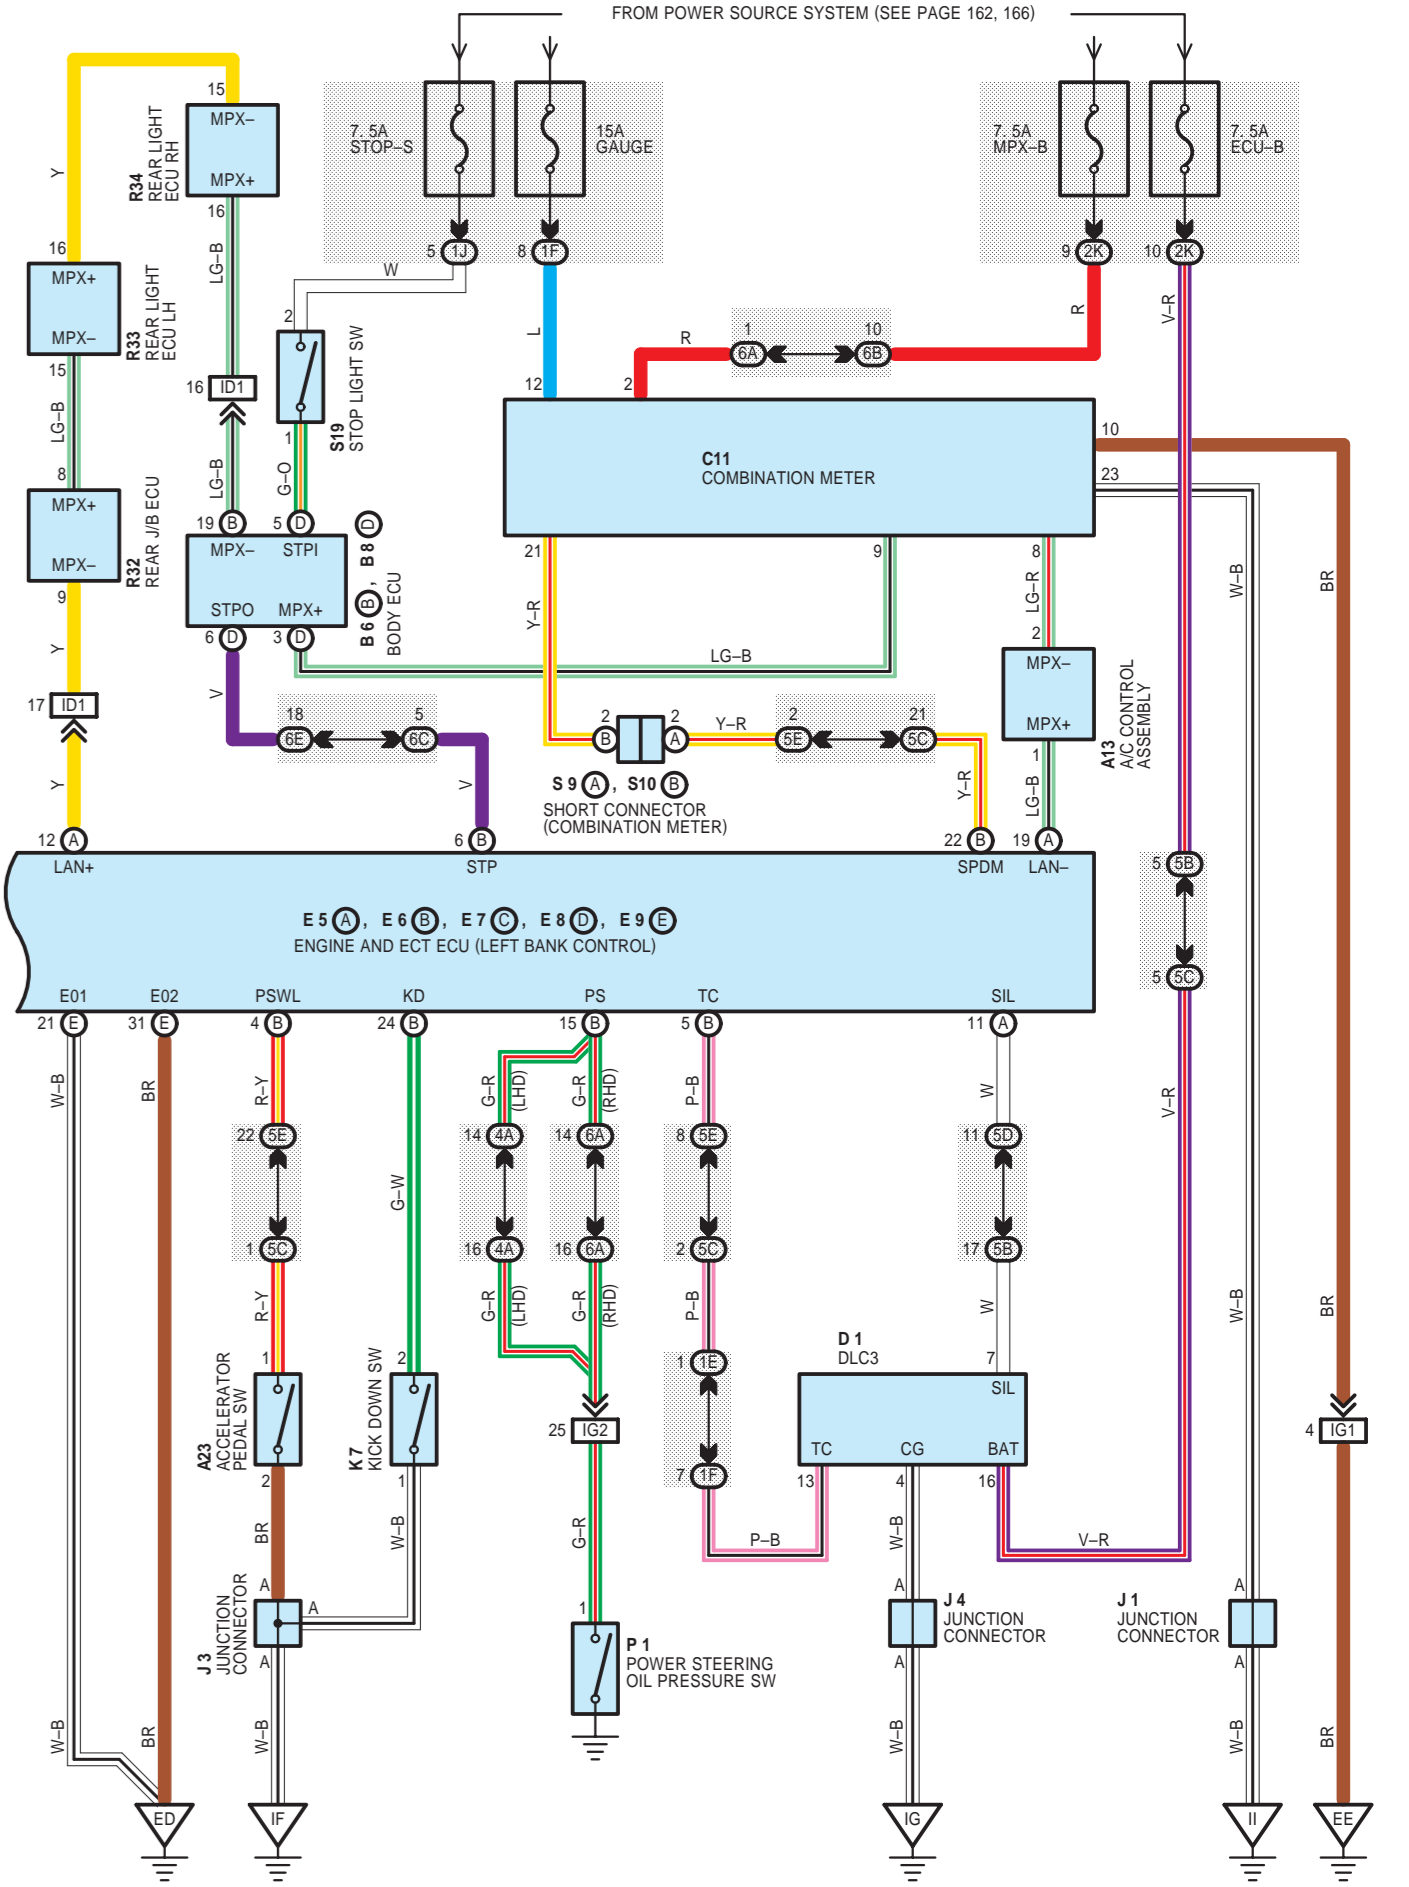 FROM POWER SOURCE SYSTEM (SEE PAGE 162, 166)
7. 5A
STOP–S
15A
GAUGE
7. 5A
MPX–B
7. 5A
ECU–B
5 1J
8 1F
9 2K
10 2K
15
MPX–
MPX+
16
R34
REAR LIGHT
ECU RH
Y
LG–B
16
MPX+
MPX–
15
R33
REAR LIGHT
ECU LH
W
L
R
V–R
2
1
S19
STOP LIGHT SW
R
1
6A
10
6B
16 ID1
LG–B
LG–B
G–O
12
2
C11
COMBINATION METER
10
23
21
9
8
8
MPX+
MPX–
9
R32
REAR J/B ECU
19 B
5 D
MPX–
STPI
STPO
MPX+
6 D
3 D
B 6 B , B 8 D
BODY ECU
Y
Y–R
LG–R
W–B
BR
LG–B
2
MPX–
MPX+
1
A13
A/C CONTROL
ASSEMBLY
17 ID1
V
18
6E
5
6C
2
B
2
A
Y–R
2
5E
21
5C
S 9 A , S10 B
SHORT CONNECTOR
(COMBINATION METER)
Y
V
Y–R
LG–B
12 A
6 B
22 B
19 A
LAN+
STP
SPDM
LAN–
5 5B
5 5C
E 5 A , E 6 B , E 7 C , E 8 D , E 9 E
ENGINE AND ECT ECU (LEFT BANK CONTROL)
E01
E02
PSWL
KD
PS
TC
SIL
21 E
31 E
4 B
24 B
15 B
5 B
11 A
W–B
BR
R–Y
G–R
(LHD)
G–R
(RHD)
P–B
W
V–R
22 5E
14 4A
14 6A
8 5E
11 5D
G–W
1 5C
16 4A
16 6A
2 5C
17 5B
R–Y
G–R
(LHD)
G–R
(RHD)
P–B
W
W–B
BR
1
2
A23
ACCELERATOR
PEDAL SW
2
1
K 7
KICK DOWN SW
1 1E
7 1F
D 1
DLC3
7
SIL
TC
CG
BAT
13
4
16
25 IG2
4 IG1
BR
W–B
G–R
P–B
W–B
V–R
A
A
A
J 3
JUNCTION
CONNECTOR
1
P 1
POWER STEERING
OIL PRESSURE SW
A
A
J 4
JUNCTION
CONNECTOR
A
A
J 1
JUNCTION
CONNECTOR
W–B
BR
W–B
W–B
W–B
BR
ED
IF
IG
II
EE